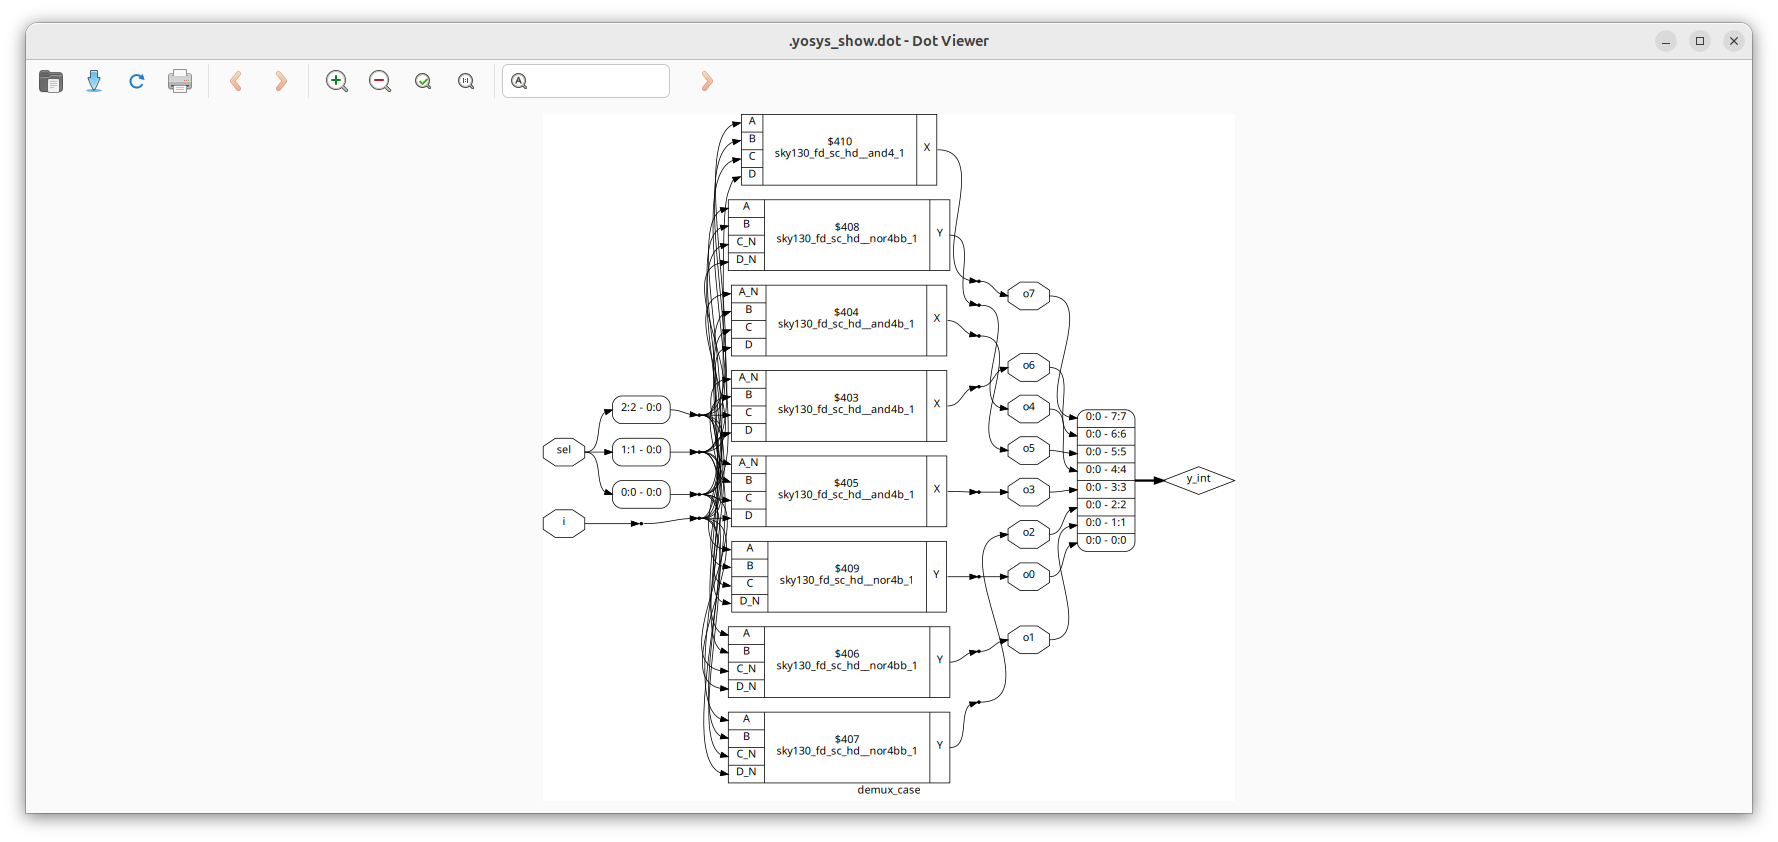 .yosys_show.dot - Dot Viewer
A
B
C
D
$410
sky130_fd_sc_hd__and4_1
X
A
B
C_N
D_N
$408
sky130_fd_sc_hd__nor4bb_1
Y
A_N
B
C
D
$404
sky130_fd_sc_hd__and4b_1
X
A_N
B
C
D
$403
sky130_fd_sc_hd__and4b_1
X
A_N
B
C
D
$405
sky130_fd_sc_hd__and4b_1
X
A
B
C
D_N
$409
sky130_fd_sc_hd__nor4b_1
Y
A
B
C_N
D_N
$406
sky130_fd_sc_hd__nor4bb_1
Y
A
B
C_N
D_N
$407
sky130_fd_sc_hd__nor4bb_1
Y
sel
i
2:2 - 0:0
1:1 - 0:0
0:0 - 0:0
o7
o6
o4
o5
o3
o2
o0
o1
0:0 - 7:7
0:0 - 6:6
0:0 - 5:5
0:0 - 4:4
0:0 - 3:3
0:0 - 2:2
0:0 - 1:1
0:0 - 0:0
y_int
demux_case